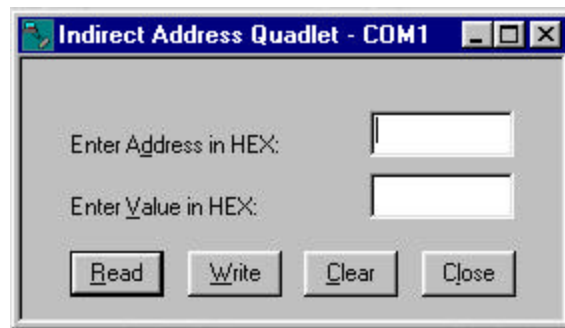 Indirect Address Quadlet - COM1
Enter Address in HEX:
Enter Value in HEX:
Read Write Clear Close